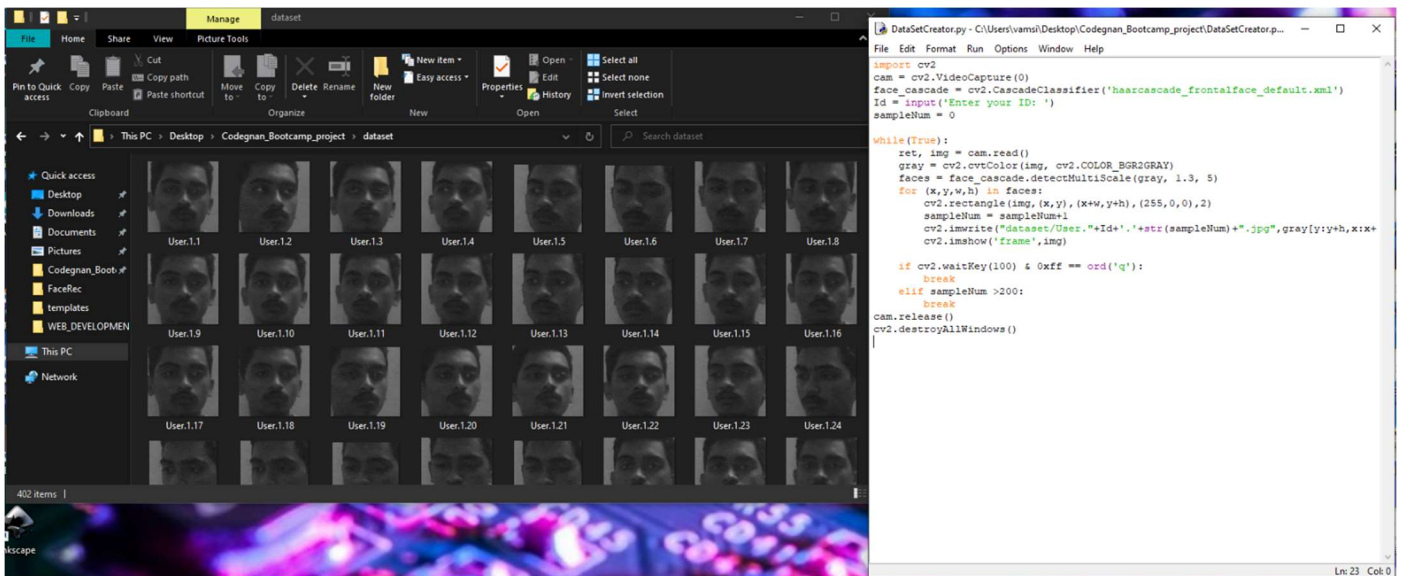 Manage
dataset
File
Home
Share
View
Picture Tools
Pin to Quick access
Copy
Paste
Cut
Copy path
Paste shortcut
Clipboard
Move to
Copy to
Delete
Rename
Organize
New folder
New item
Easy access
New
Properties
Open
Edit
History
Open
Select all
Select none
Invert selection
Select
This PC > Desktop > Codegnan_Bootcamp_project > dataset
Search dataset
Quick access
Desktop
Downloads
Documents
Pictures
Codegnan_Boot
FaceRec
templates
WEB_DEVELOPMEN
This PC
Network
User.1.1 User.1.2 User.1.3 User.1.4 User.1.5 User.1.6 User.1.7 User.1.8
User.1.9 User.1.10 User.1.11 User.1.12 User.1.13 User.1.14 User.1.15 User.1.16
User.1.17 User.1.18 User.1.19 User.1.20 User.1.21 User.1.22 User.1.23 User.1.24
402 items
kscape
DataSetCreator.py - C:\Users\vamsi\Desktop\Codegnan_Bootcamp_project\DataSetCreator.p...
File Edit Format Run Options Window Help
import cv2
cam = cv2.VideoCapture(0)
face_cascade = cv2.CascadeClassifier('haarcascade_frontalface_default.xml')
Id = input('Enter your ID: ')
sampleNum = 0
while(True):
    ret, img = cam.read()
    gray = cv2.cvtColor(img, cv2.COLOR_BGR2GRAY)
    faces = face_cascade.detectMultiScale(gray, 1.3, 5)
    for (x,y,w,h) in faces:
        cv2.rectangle(img,(x,y),(x+w,y+h),(255,0,0),2)
        sampleNum = sampleNum+1
        cv2.imwrite("dataset/User."+Id+'.'+str(sampleNum)+".jpg",gray[y:y+h,x:x+
        cv2.imshow('frame',img)
    if cv2.waitKey(100) & 0xff == ord('q'):
        break
    elif sampleNum >200:
        break
cam.release()
cv2.destroyAllWindows()
Ln: 23 Col: 0